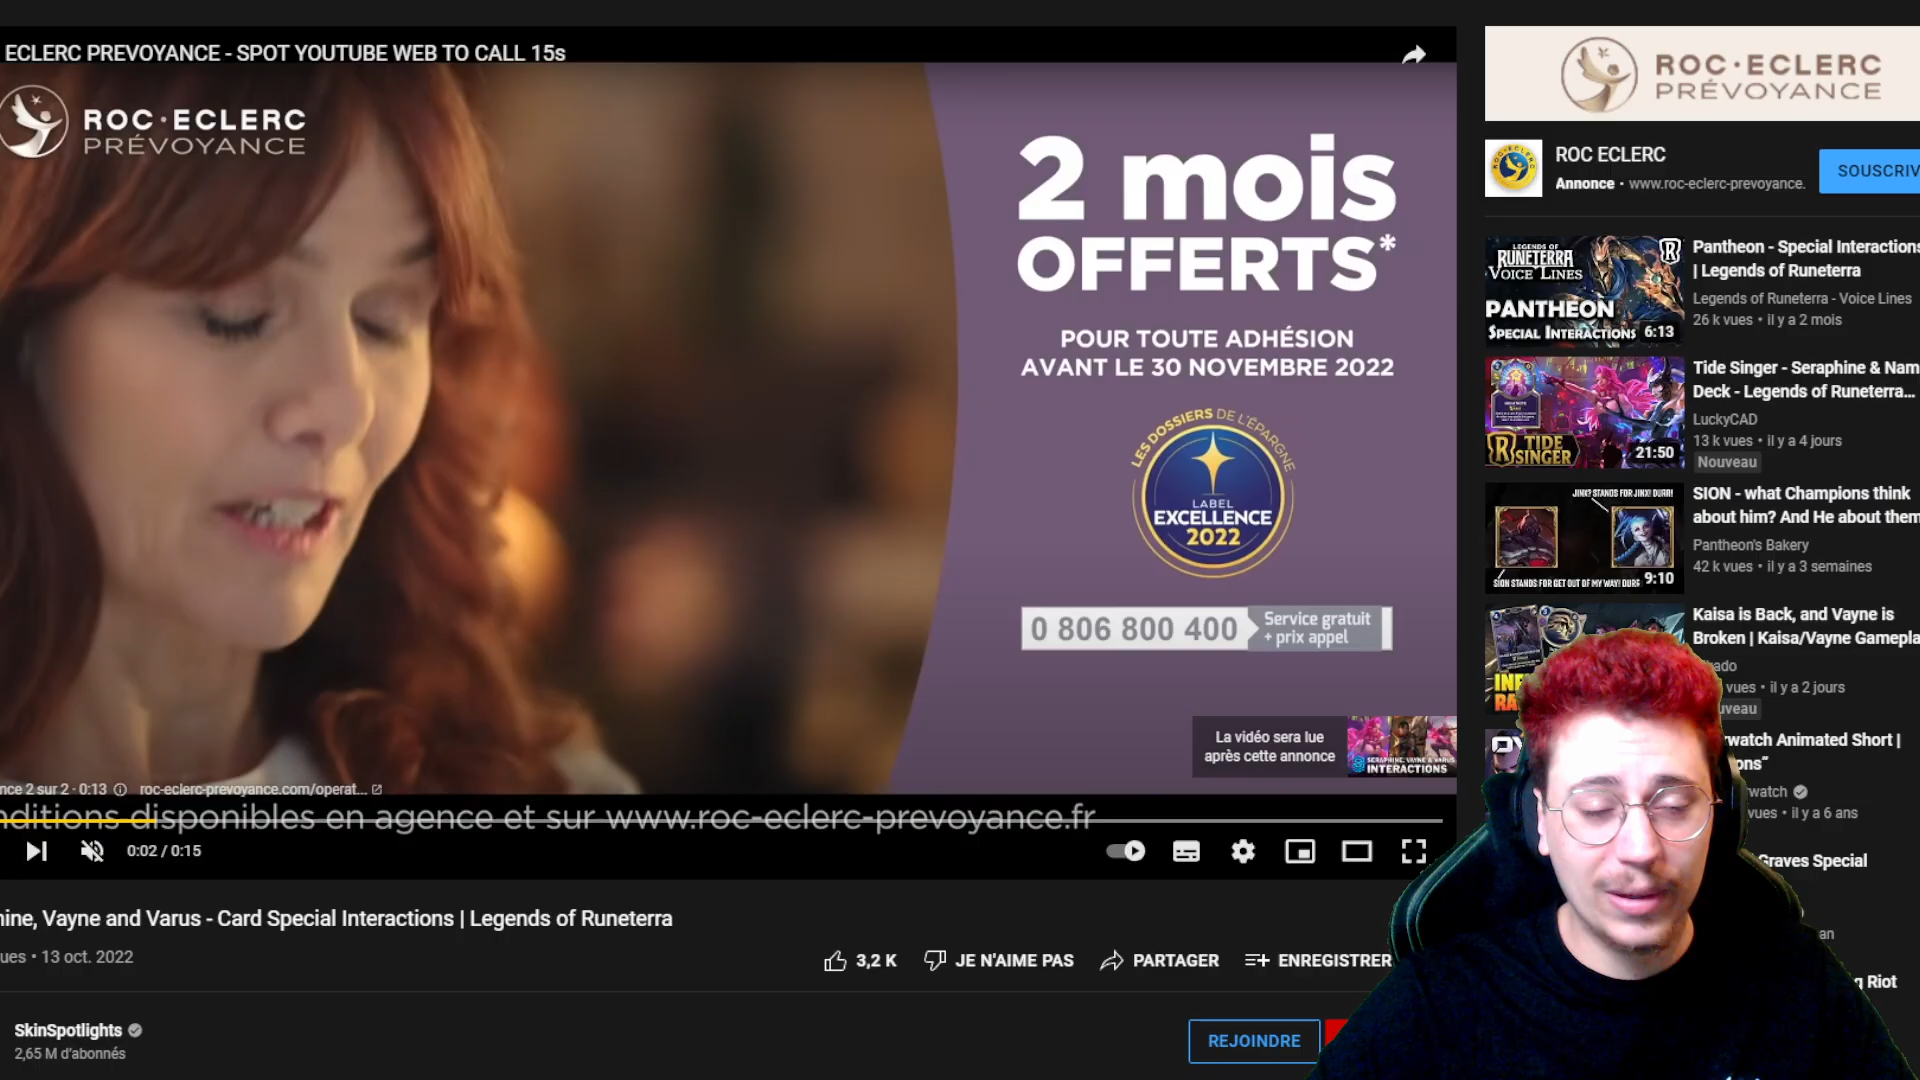 ECLERC PREVOYANCE - SPOT YOUTUBE WEB TO CALL 15s
ROC·ECLERC
PRÉVOYANCE
2 mois
OFFERTS*
POUR TOUTE ADHÉSION
AVANT LE 30 NOVEMBRE 2022
LES DOSSIERS DE L'ÉPARGNE
LABEL
EXCELLENCE
2022
0 806 800 400
Service gratuit
+ prix appel
La vidéo sera lue
après cette annonce
SERAPHINE, VAYNE & VARUS
INTERACTIONS
2 sur 2 · 0:13
roc-eclerc-prevoyance.com/operat...
disponibles en agence et sur www.roc-eclerc-prevoyance.fr
0:02 / 0:15
Vayne and Varus - Card Special Interactions | Legends of Runeterra
• 13 oct. 2022
3,2 K
JE N'AIME PAS
PARTAGER
ENREGISTRER
SkinSpotlights
2,65 M d'abonnés
REJOINDRE
ROC·ECLERC
PRÉVOYANCE
ROC ECLERC
Annonce • www.roc-eclerc-prevoyance.
SOUSCRIV
LEGENDS OF
RUNETERRA
VOICE LINES
PANTHEON
SPECIAL INTERACTIONS
6:13
Pantheon - Special Interactions
| Legends of Runeterra
Legends of Runeterra - Voice Lines
26 k vues • il y a 2 mois
TIDE
SINGER
21:50
Tide Singer - Seraphine & Nam
Deck - Legends of Runeterra...
LuckyCAD
13 k vues • il y a 4 jours
Nouveau
JINX? STANDS FOR JINX! DURR!
SION STANDS FOR GET OUT OF MY WAY! DURR
9:10
SION - what Champions think
about him? And He about them
Pantheon's Bakery
42 k vues • il y a 3 semaines
Kaisa is Back, and Vayne is
Broken | Kaisa/Vayne Gamepla
vues • il y a 2 jours
Animated Short |
vues • il y a 6 ans
Graves Special
an
Riot